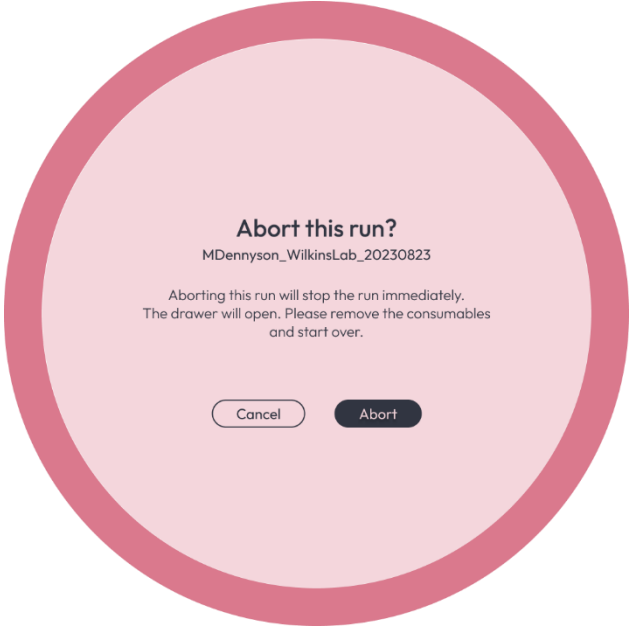 Abort this run?
MDennyson_WilkinsLab_20230823
Aborting this run will stop the run immediately.
The drawer will open. Please remove the consumables
and start over.
Cancel
Abort